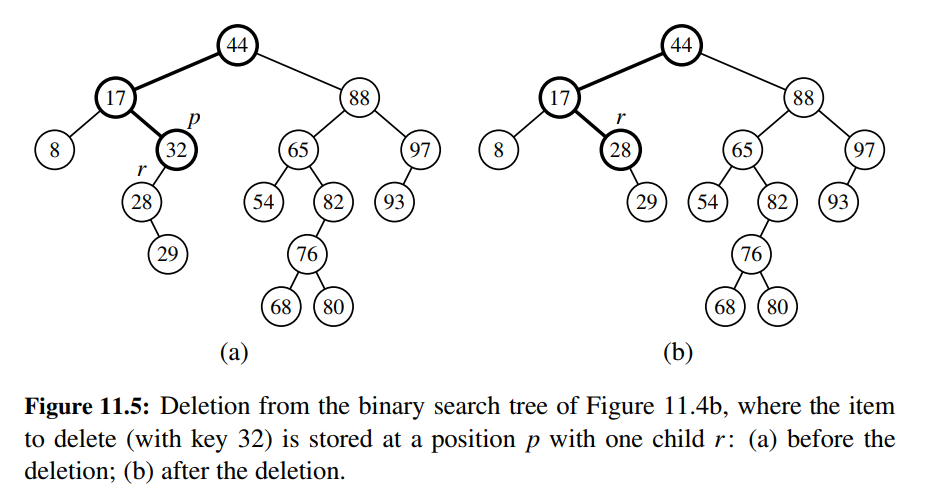 44 44
17 88 17 88
p r
8 32 65 97 8 28 65 97
r
28 54 82 93 29 54 82 93
29 76 76
68 80 68 80
(a) (b)
Figure 11.5: Deletion from the binary search tree of Figure 11.4b, where the item
to delete (with key 32) is stored at a position p with one child r: (a) before the
deletion; (b) after the deletion.